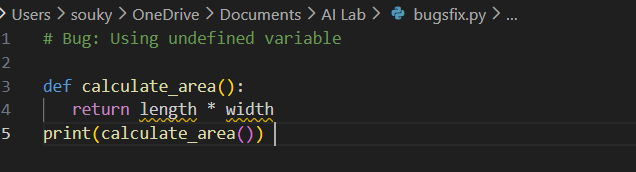 Users > souky > OneDrive > Documents > AI Lab > bugsfix.py > ...
1 # Bug: Using undefined variable
2
3 def calculate_area():
4 return length * width
5 print(calculate_area())